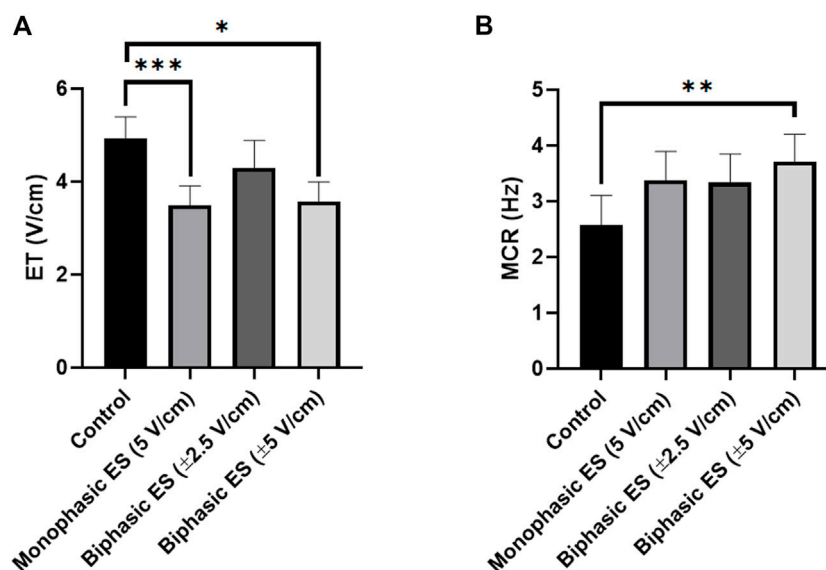 A
*
***
6
4
2
0
ET (V/cm)
Control
Monophasic ES (5 V/cm)
Biphasic ES (±2.5 V/cm)
Biphasic ES (±5 V/cm)
B
**
5
4
3
2
1
0
MCR (Hz)
Control
Monophasic ES (5 V/cm)
Biphasic ES (±2.5 V/cm)
Biphasic ES (±5 V/cm)